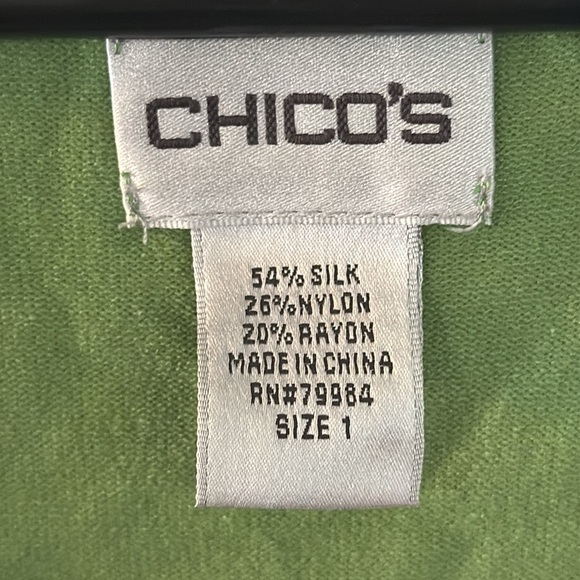 CHICO'S
54% SILK
26% NYLON
20% RAYON
MADE IN CHINA
RN#79984
SIZE 1